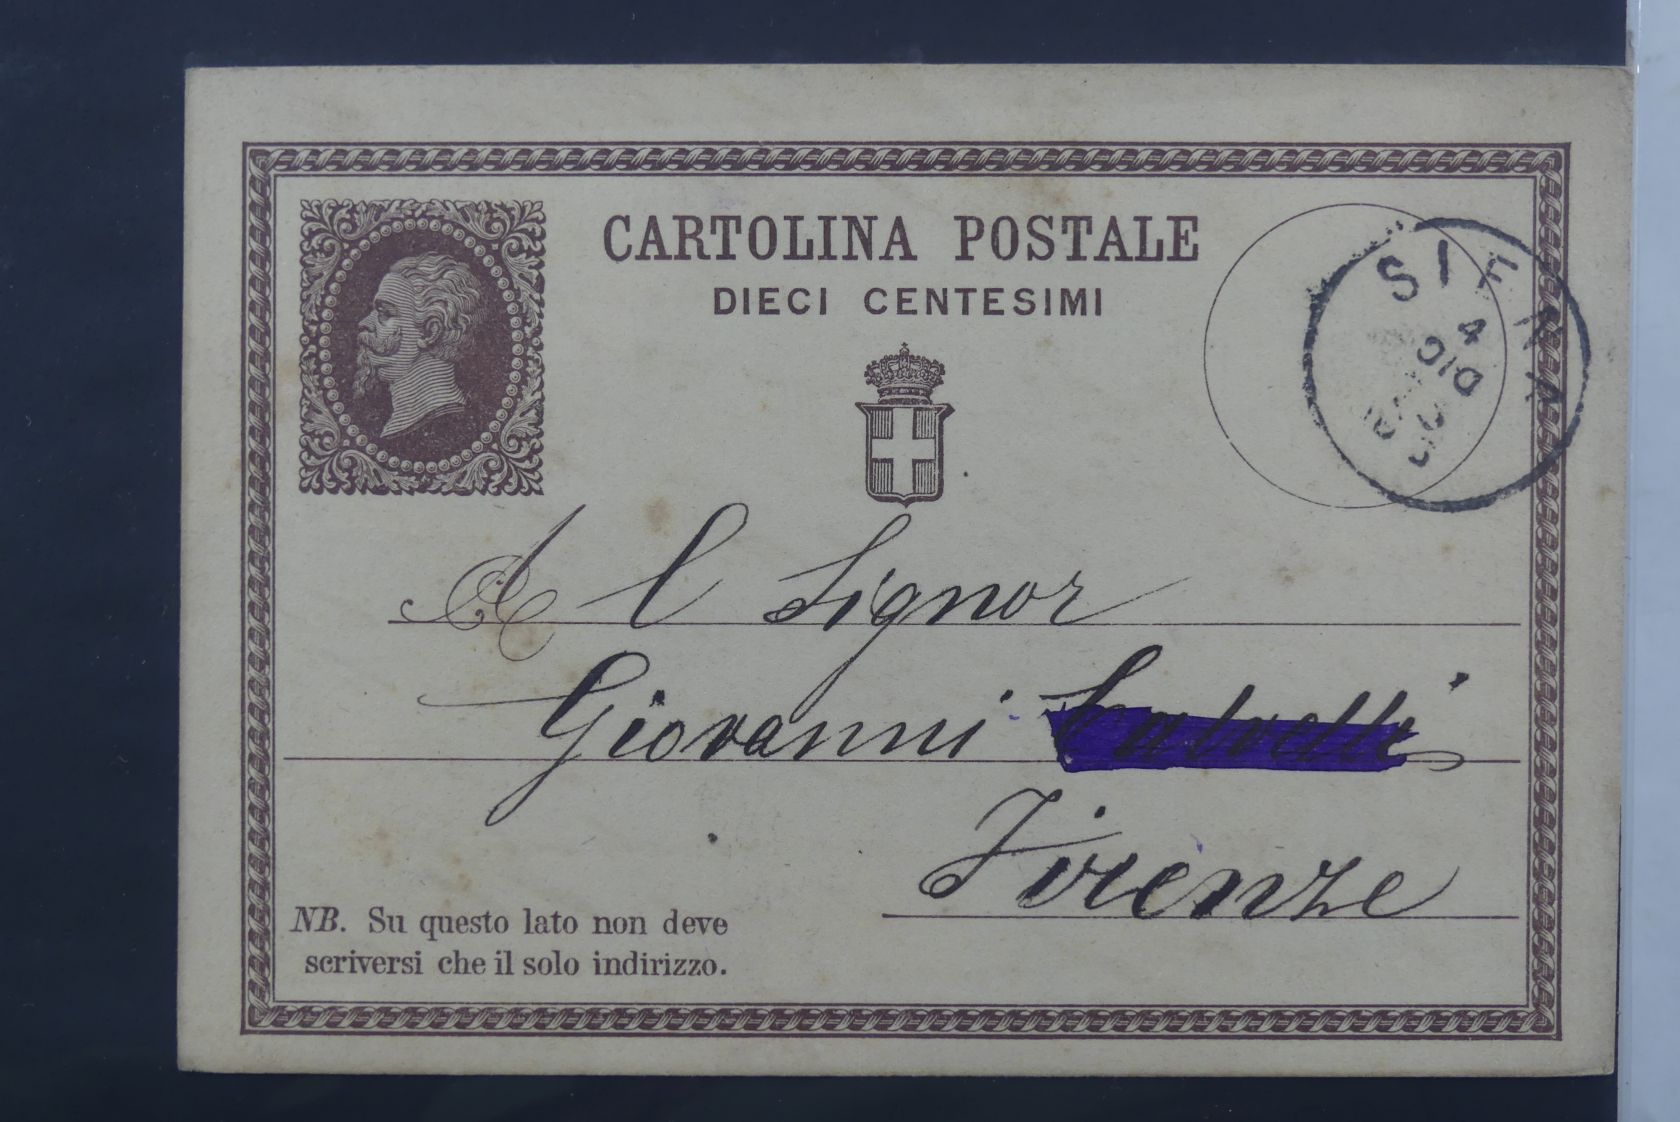 CARTOLINA POSTALE
DIECI CENTESIMI
SIENA
4
DIC
Al Signor
Giovanni Calvelli
Firenze
NB. Su questo lato non deve
scriversi che il solo indirizzo.